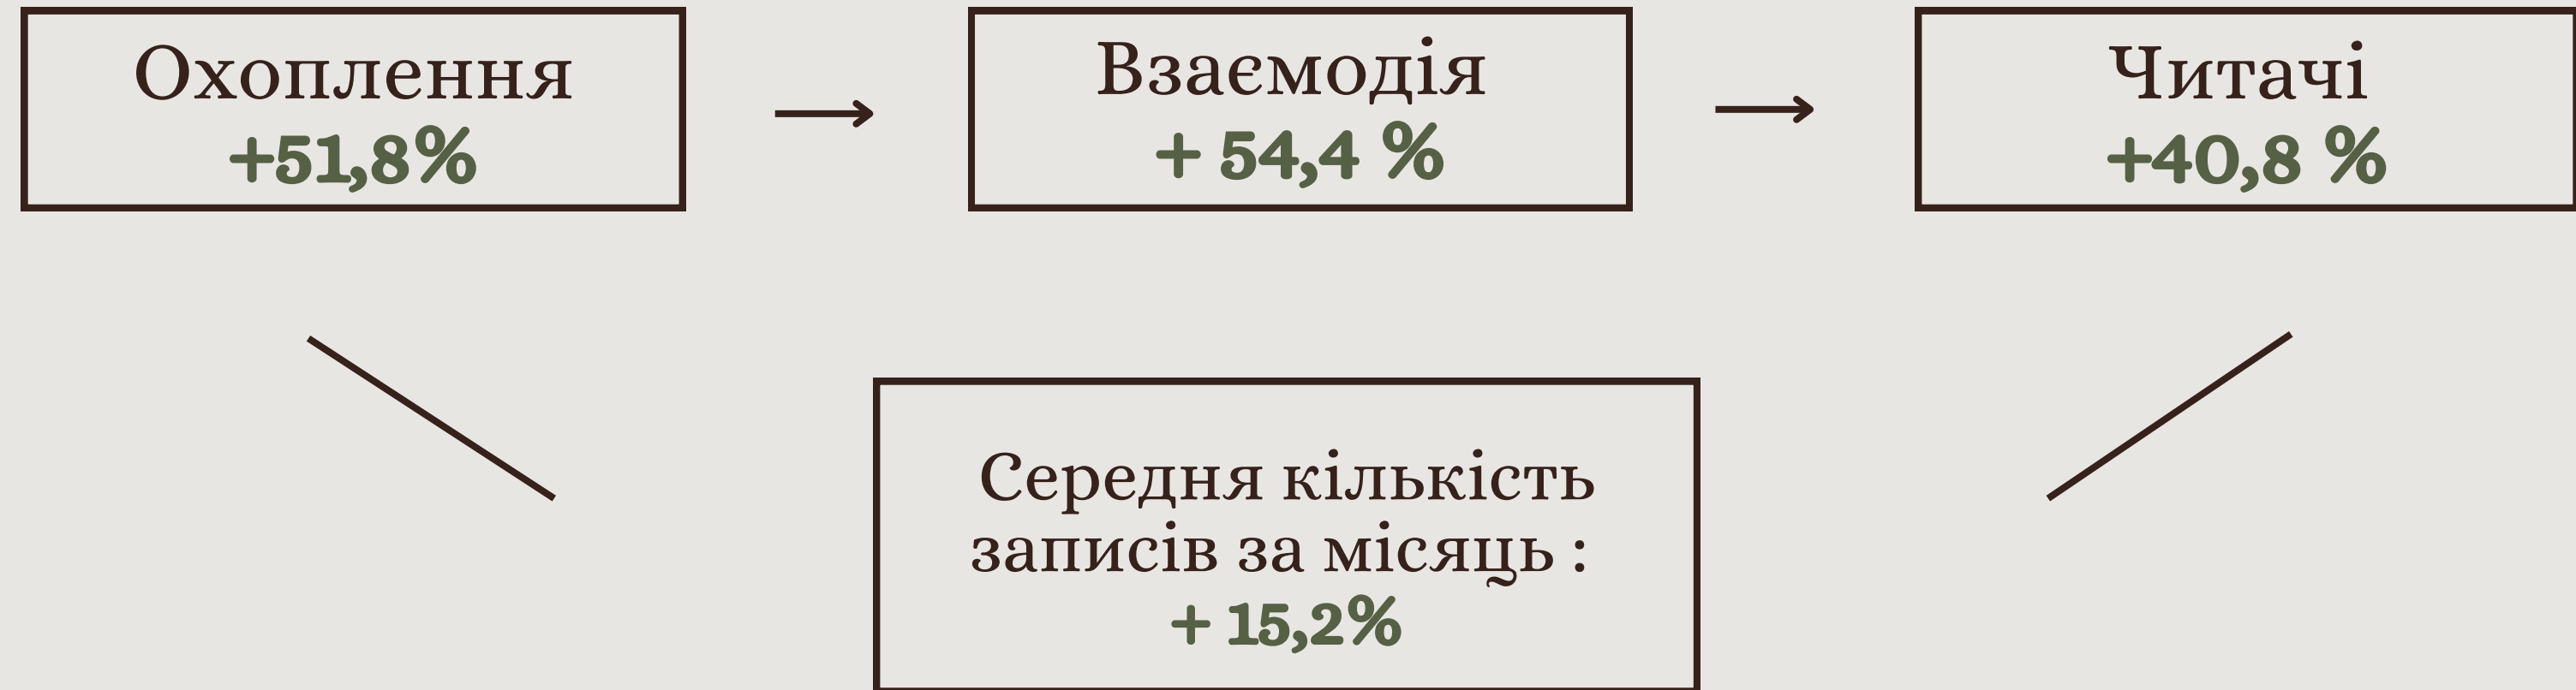 Охоплення
+51,8%
Взаємодія
+ 54,4 %
Читачі
+40,8 %
Середня кількість
записів за місяць :
+ 15,2%